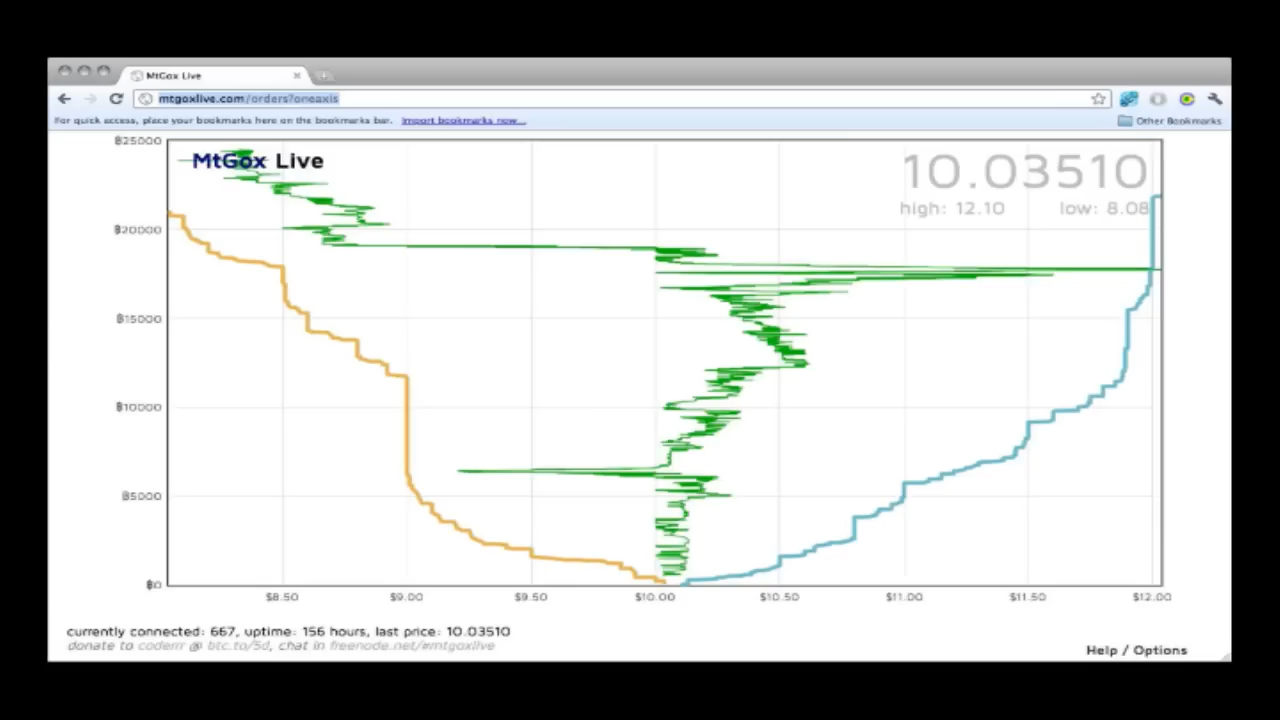 MtGox Live
mtgoxlive.com/orders?oneaxis
For quick access, place your bookmarks here on the bookmarks bar. Import bookmarks now...
Other Bookmarks
฿25000
MtGox Live
10.03510
high: 12.10 low: 8.08
฿20000
฿15000
฿10000
฿5000
฿0
$8.50 $9.00 $9.50 $10.00 $10.50 $11.00 $11.50 $12.00
currently connected: 667, uptime: 156 hours, last price: 10.03510
donate to coderrr @ btc.to/5d, chat in freenode.net/#mtgoxlive
Help / Options